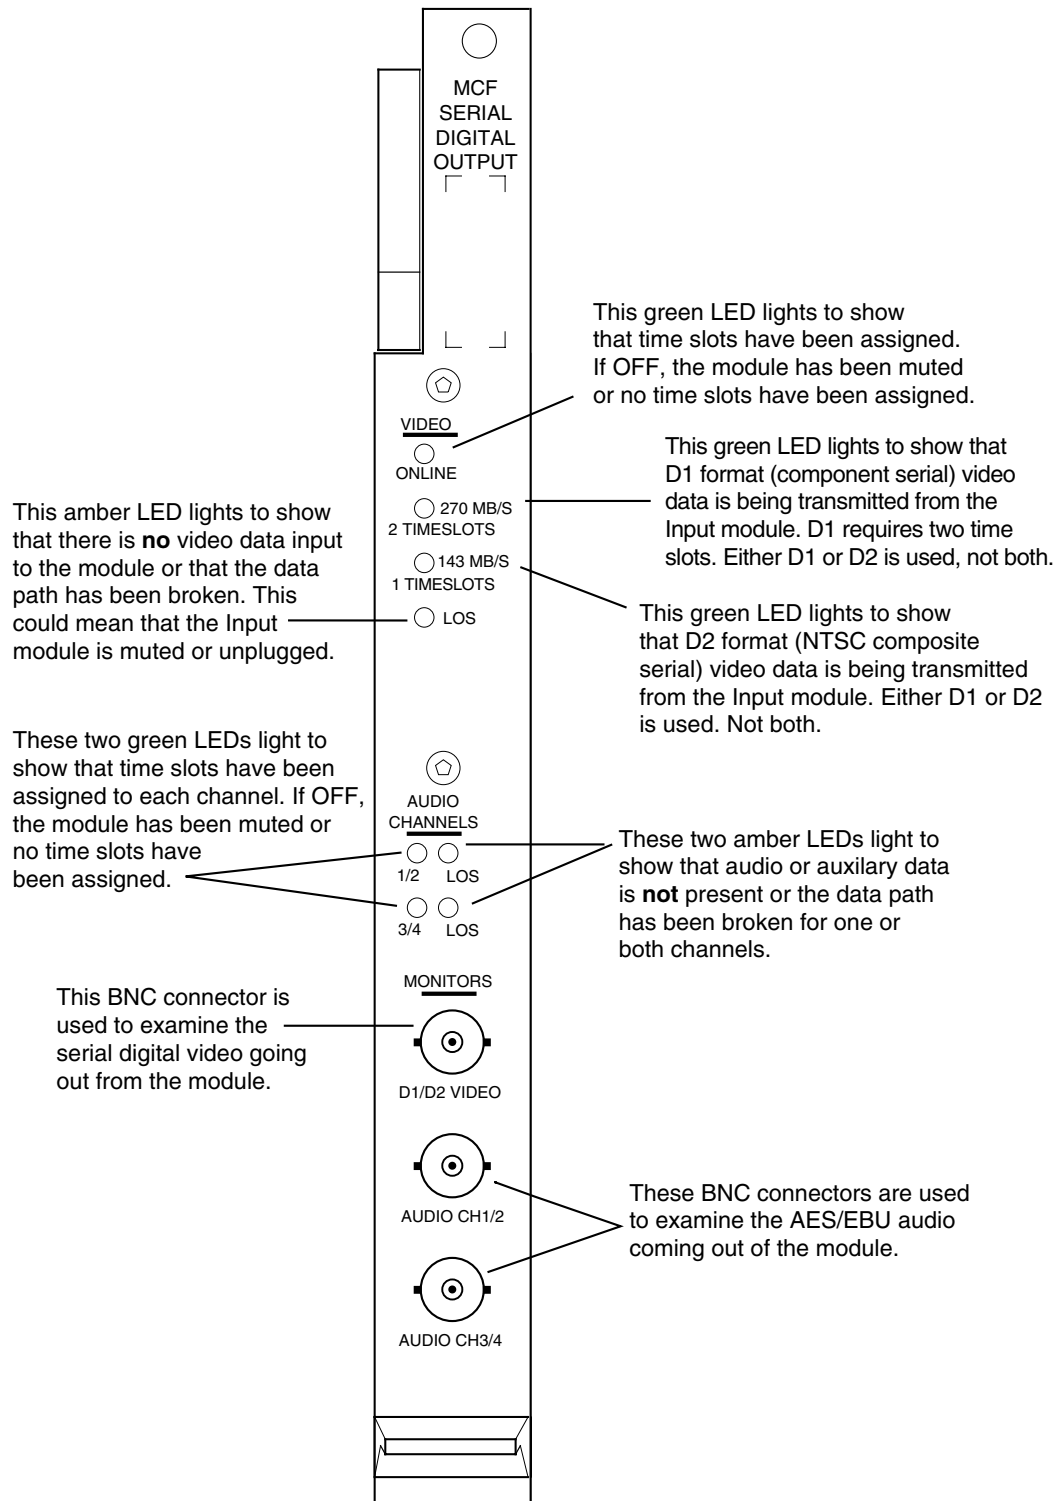 MCF
SERIAL
DIGITAL
OUTPUT
This green LED lights to show
that time slots have been assigned.
If OFF, the module has been muted
or no time slots have been assigned.
VIDEO
ONLINE
This green LED lights to show that
D1 format (component serial) video
data is being transmitted from the
Input module. D1 requires two time
slots. Either D1 or D2 is used, not both.
270 MB/S
2 TIMESLOTS
This amber LED lights to show
that there is no video data input
to the module or that the data
path has been broken. This
could mean that the Input
module is muted or unplugged.
143 MB/S
1 TIMESLOTS
LOS
This green LED lights to show
that D2 format (NTSC composite
serial) video data is being transmitted
from the Input module. Either D1 or D2
is used. Not both.
These two green LEDs light to
show that time slots have been
assigned to each channel. If OFF,
the module has been muted or
no time slots have
been assigned.
AUDIO
CHANNELS
1/2 LOS
3/4 LOS
These two amber LEDs light to
show that audio or auxilary data
is not present or the data path
has been broken for one or
both channels.
MONITORS
This BNC connector is
used to examine the
serial digital video going
out from the module.
D1/D2 VIDEO
AUDIO CH1/2
These BNC connectors are used
to examine the AES/EBU audio
coming out of the module.
AUDIO CH3/4